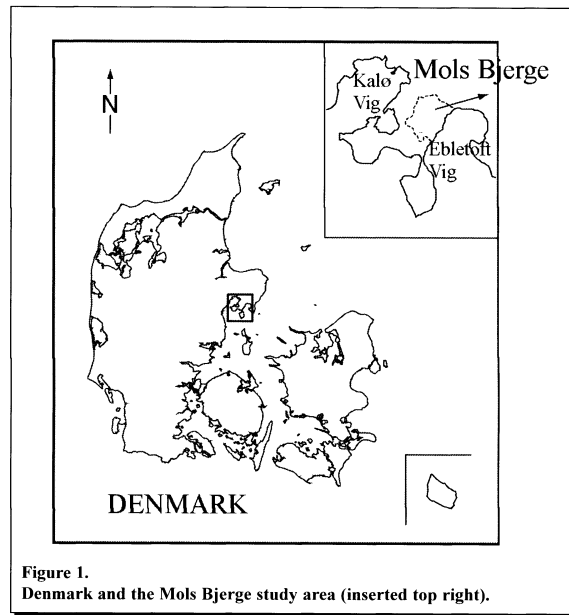 N
Mols Bjerge
Kalø
Vig
Ebletoft
Vig
DENMARK
Figure 1.
Denmark and the Mols Bjerge study area (inserted top right).